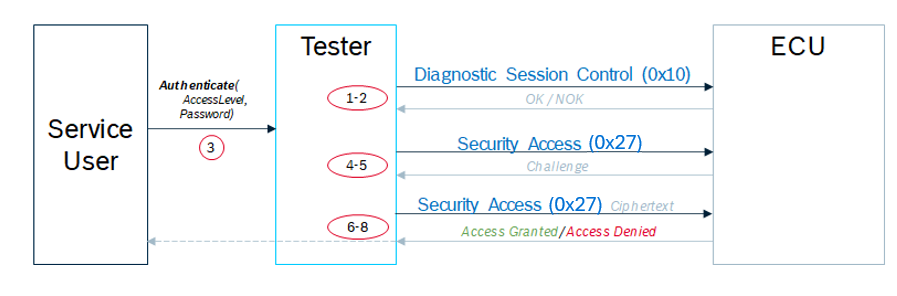 Service
User
Authenticate(
AccessLevel,
Password)
3
Tester
1-2
4-5
6-8
Diagnostic Session Control (0x10)
OK / NOK
Security Access (0x27)
Challenge
Security Access (0x27) Ciphertext
Access Granted/Access Denied
ECU